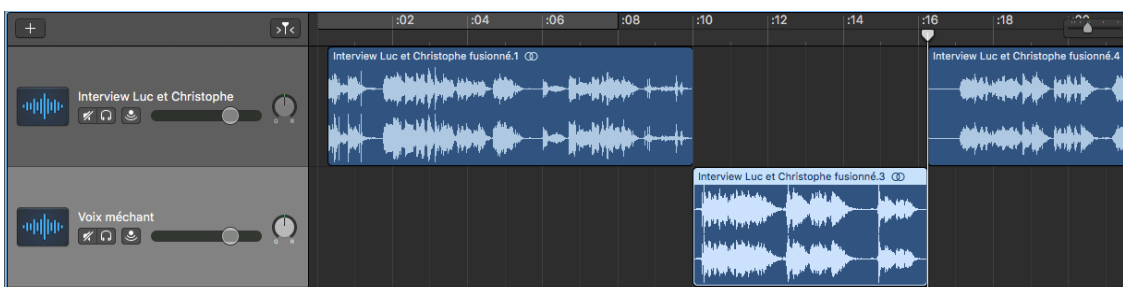 :02 :04 :06 :08 :10 :12 :14 :16 :18
Interview Luc et Christophe fusionné.1
Interview Luc et Christophe fusionné.4
Interview Luc et Christophe
Interview Luc et Christophe fusionné.3
Voix méchant